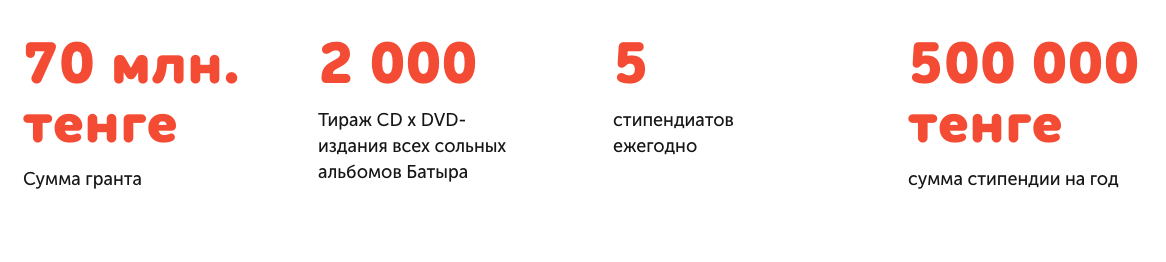 70 млн.
тенге
Сумма гранта
2 000
Тираж CD x DVD-
издания всех сольных
альбомов Батыра
5
стипендиатов
ежегодно
500 000
тенге
сумма стипендии на год